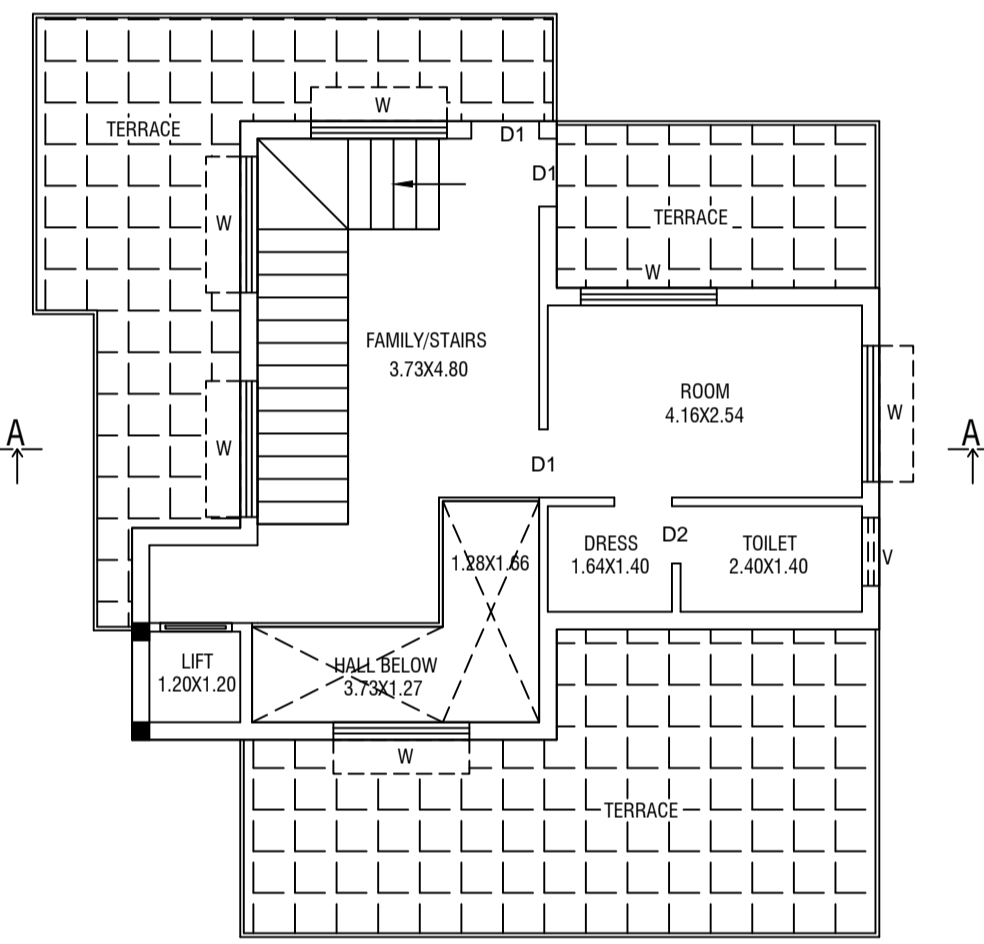 W
TERRACE
D1
D1
W
TERRACE
W
FAMILY/STAIRS
3.73X4.80
ROOM
4.16X2.54
W
A
A
W
D1
DRESS
1.64X1.40
D2
TOILET
2.40X1.40
V
1.28X1.66
LIFT
1.20X1.20
HALL BELOW
3.73X1.27
W
TERRACE